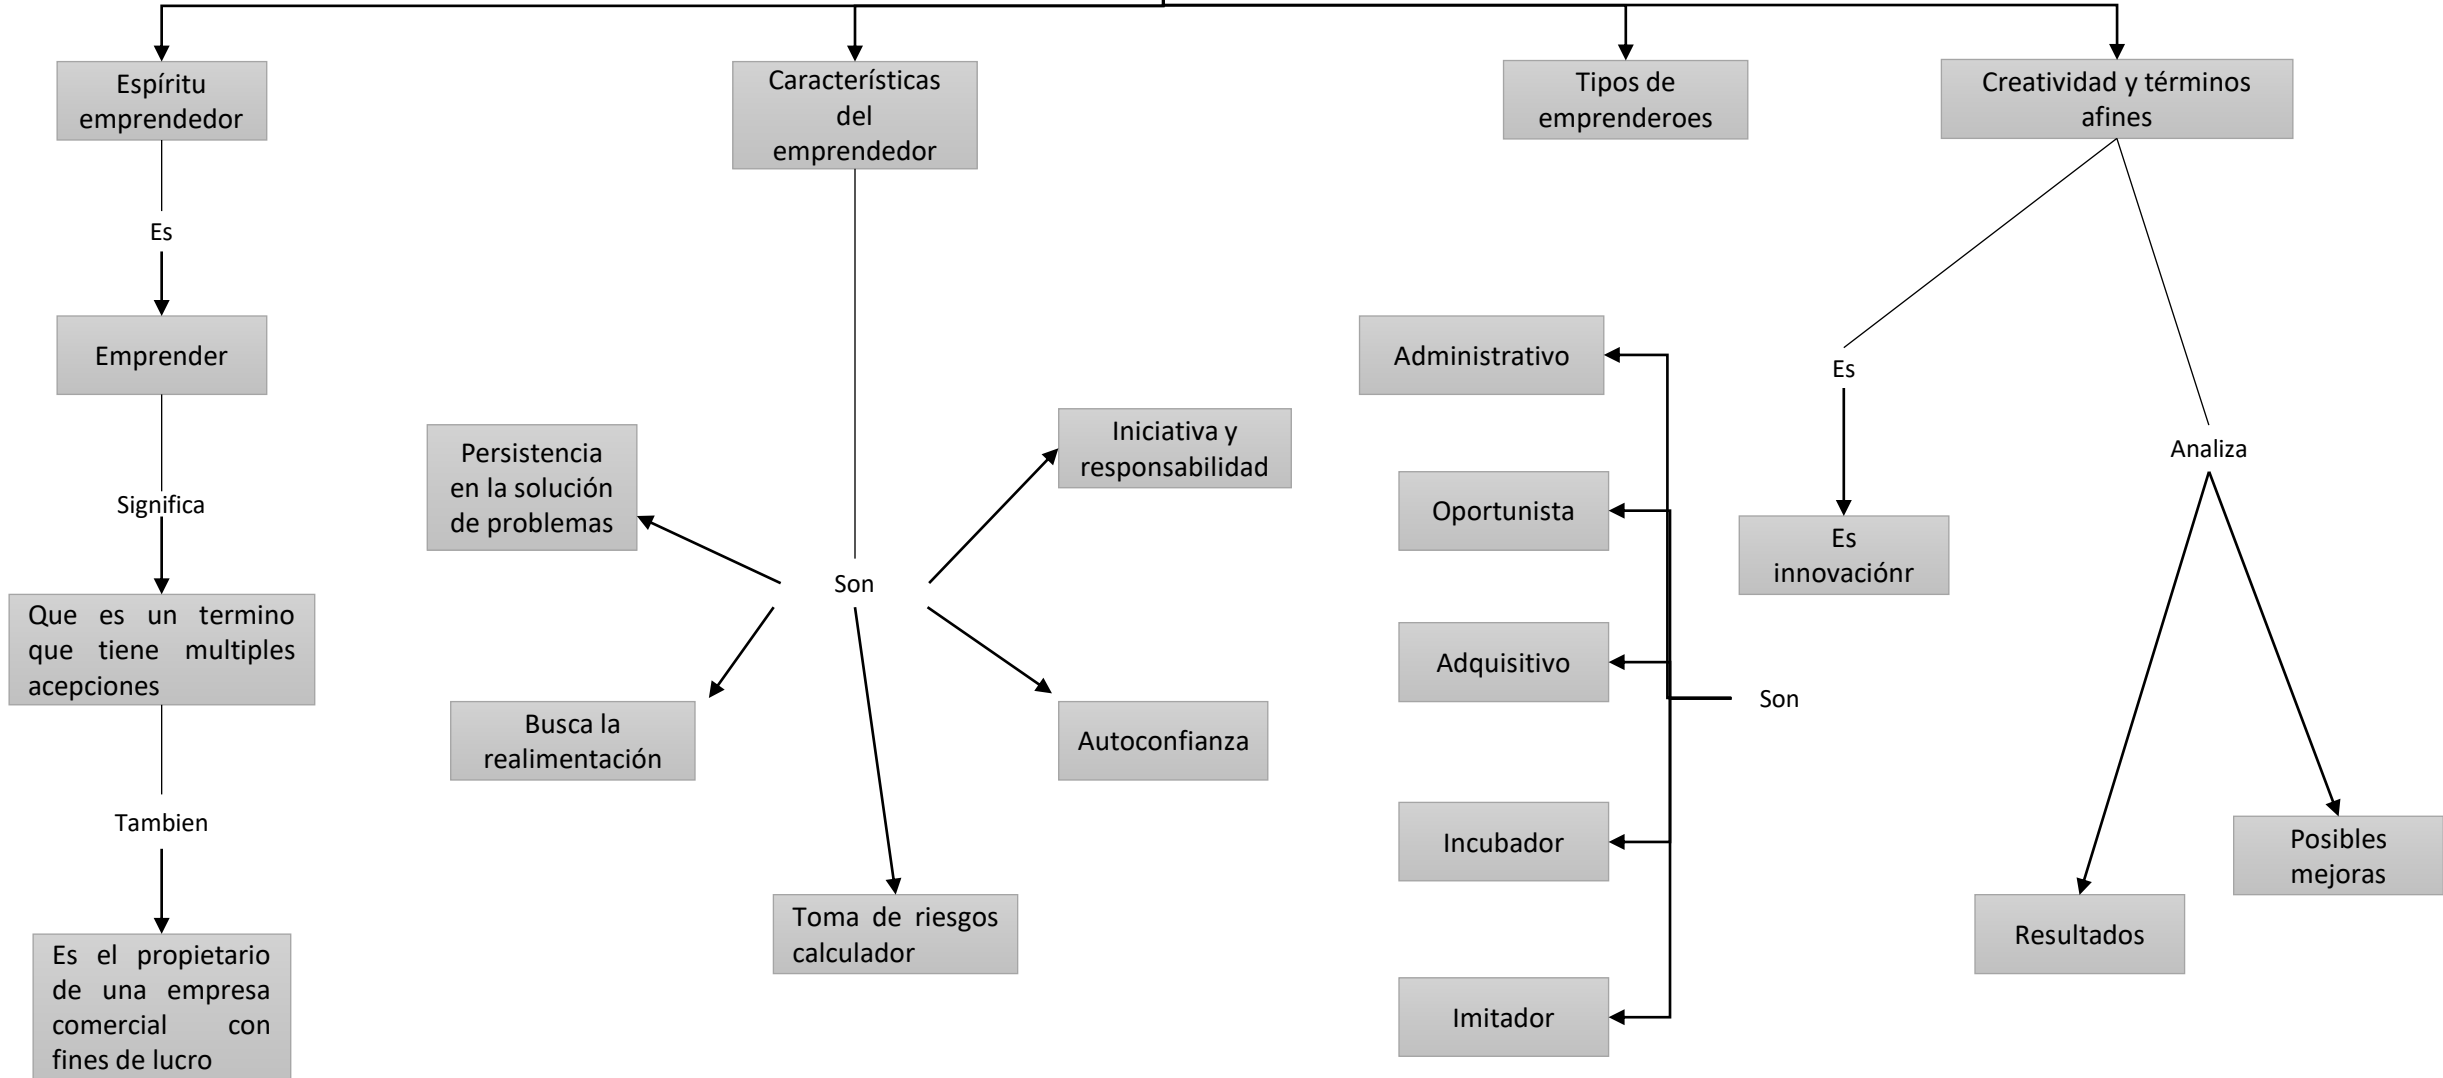 Espíritu
emprendedor
Característícas
del
emprendedor
Tipos de
emprenderoes
Creatividad y términos
afines
Es
Emprender
Significa
Que es un termino
que tiene multiples
acepciones
Tambien
Es el propietario
de una empresa
comercial con
fines de lucro
Persistencia
en la solución
de problemas
Iniciativa y
responsabilidad
Son
Busca la
realimentación
Autoconfianza
Toma de riesgos
calculador
Administrativo
Oportunista
Adquisitivo
Son
Incubador
Imitador
Es
Es
innovaciónr
Analiza
Posibles
mejoras
Resultados